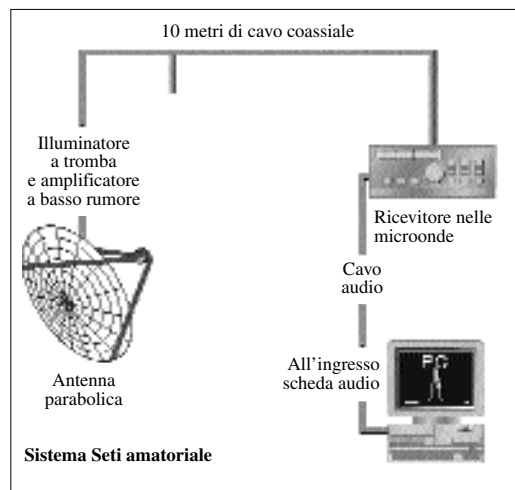 10 metri di cavo coassiale
Illuminatore
a tromba
e amplificatore
a basso rumore
Ricevitore nelle
microonde
Cavo
audio
All'ingresso
scheda audio
PC
Antenna
parabolica
Sistema Seti amatoriale